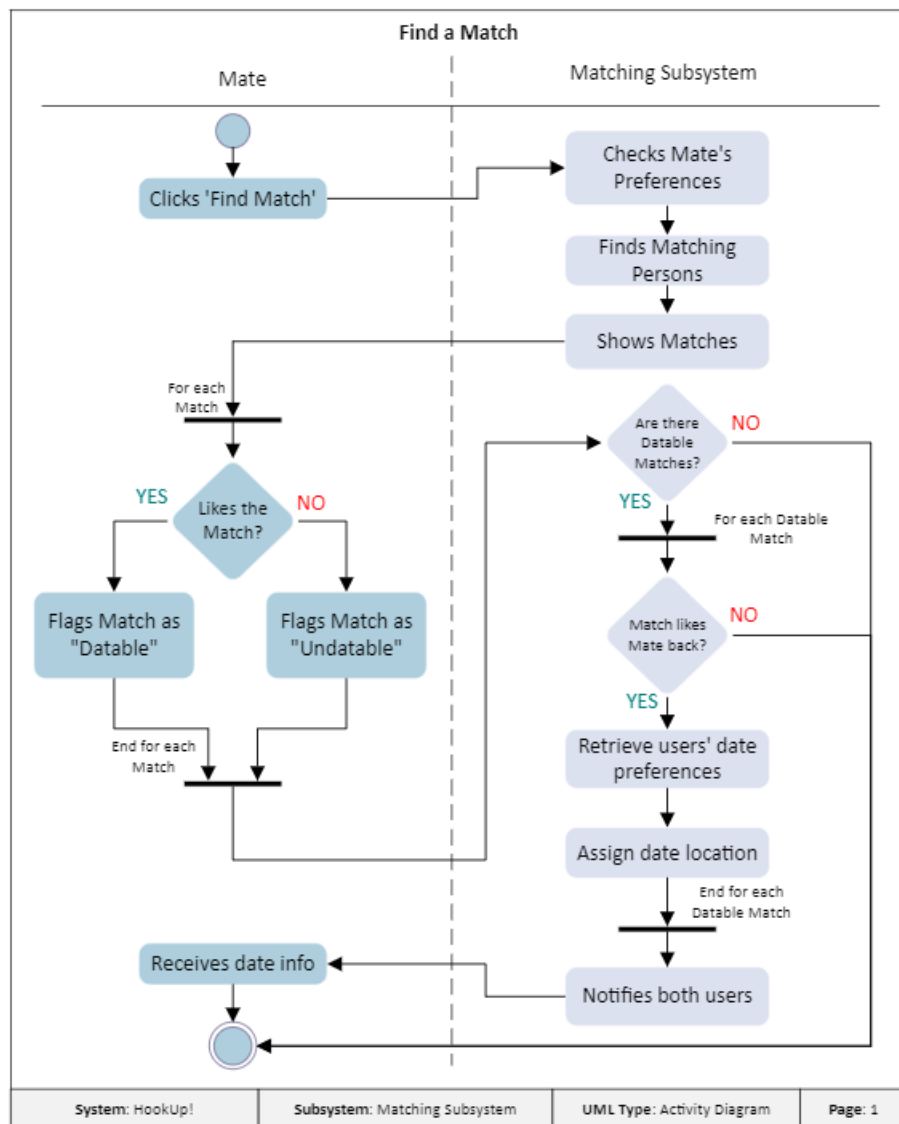 Find a Match
Mate
Matching Subsystem
Clicks 'Find Match'
Checks Mate's
Preferences
Finds Matching
Persons
Shows Matches
For each
Match
Likes the
Match?
YES
NO
Flags Match as
"Datable"
Flags Match as
"Undatable"
End for each
Match
Are there
Datable
Matches?
NO
YES
For each Datable
Match
Match likes
Mate back?
NO
YES
Retrieve users' date
preferences
Assign date location
End for each
Datable Match
Notifies both users
Receives date info
System: HookUp!
Subsystem: Matching Subsystem
UML Type: Activity Diagram
Page: 1